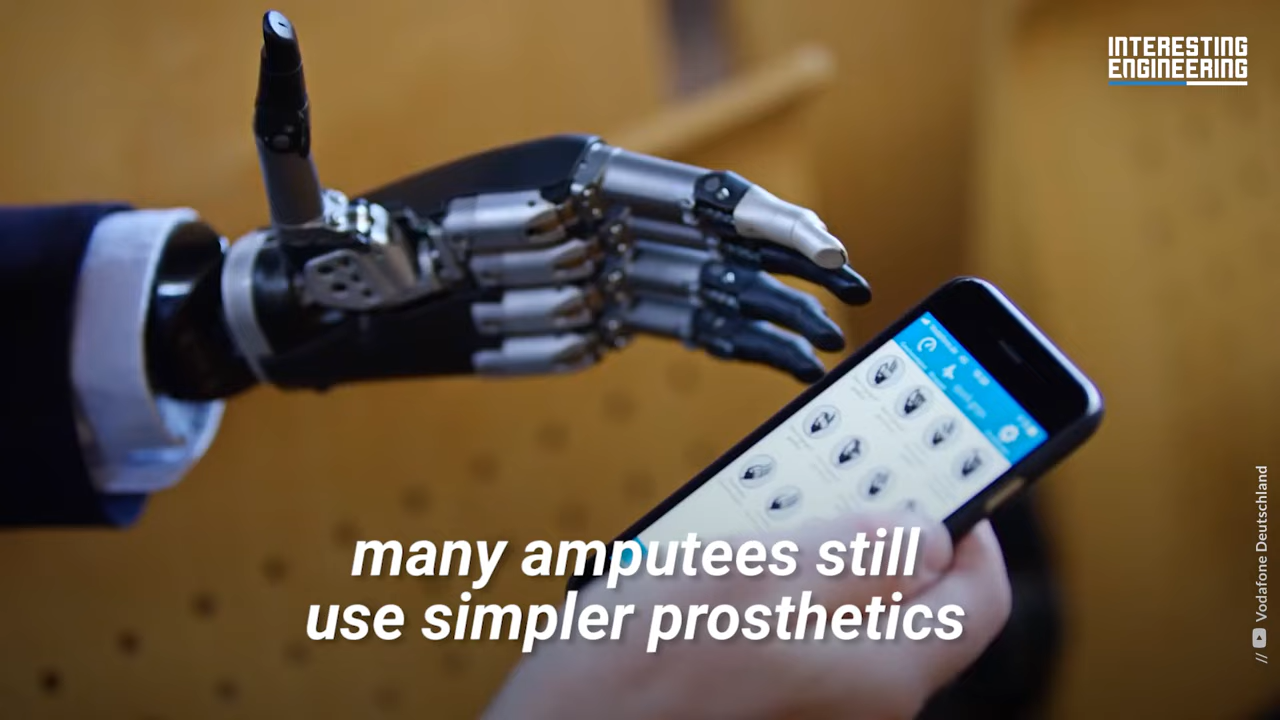 INTERESTING
ENGINEERING
many amputees still
use simpler prosthetics
// Vodafone Deutschland